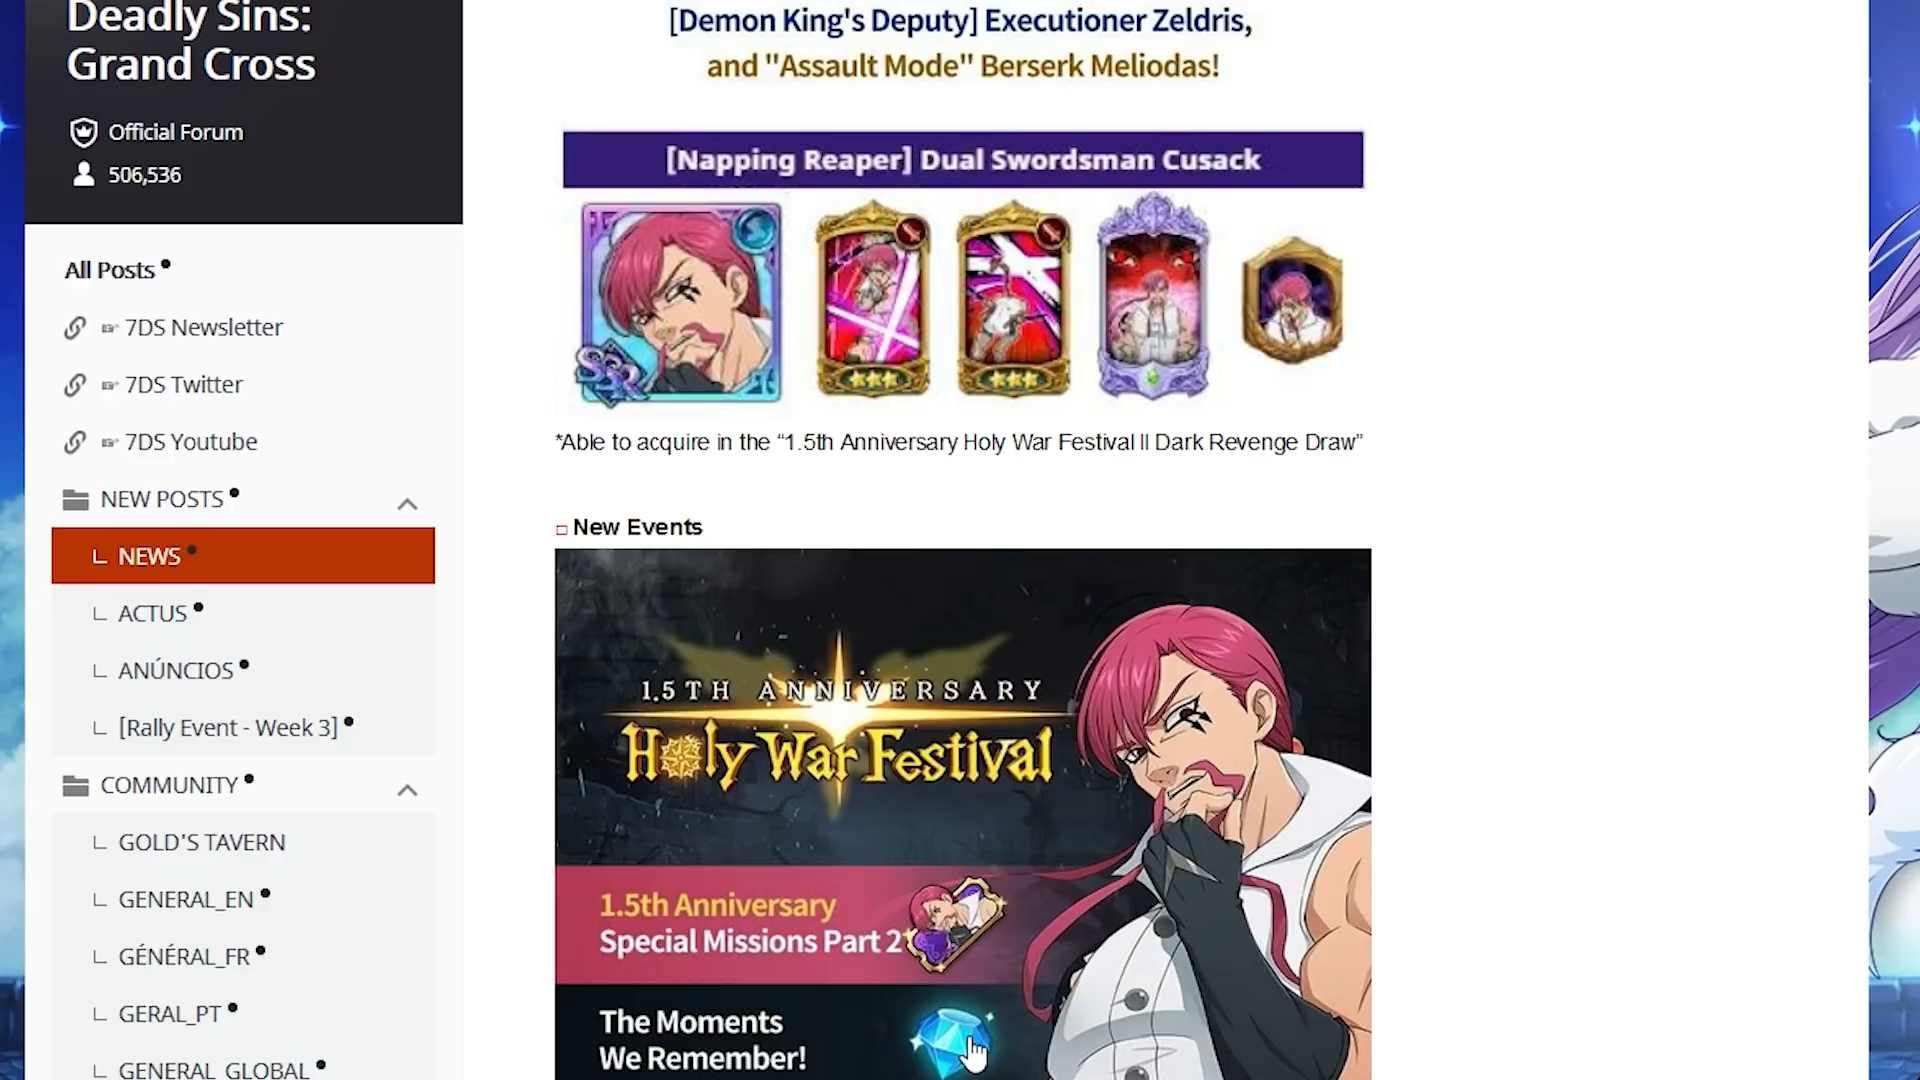 Deadly Sins:
Grand Cross
Official Forum
506,536
All Posts
7DS Newsletter
7DS Twitter
7DS Youtube
NEW POSTS
NEWS
ACTUS
ANÚNCIOS
[Rally Event - Week 3]
COMMUNITY
GOLD'S TAVERN
GENERAL_EN
GÉNÉRAL_FR
GERAL_PT
GENERAL_GLOBAL
[Demon King's Deputy] Executioner Zeldris,
and "Assault Mode" Berserk Meliodas!
[Napping Reaper] Dual Swordsman Cusack
SSR
*Able to acquire in the “1.5th Anniversary Holy War Festival II Dark Revenge Draw”
New Events
1.5TH ANNIVERSARY
Holy War Festival
1.5th Anniversary
Special Missions Part 2
The Moments
We Remember!